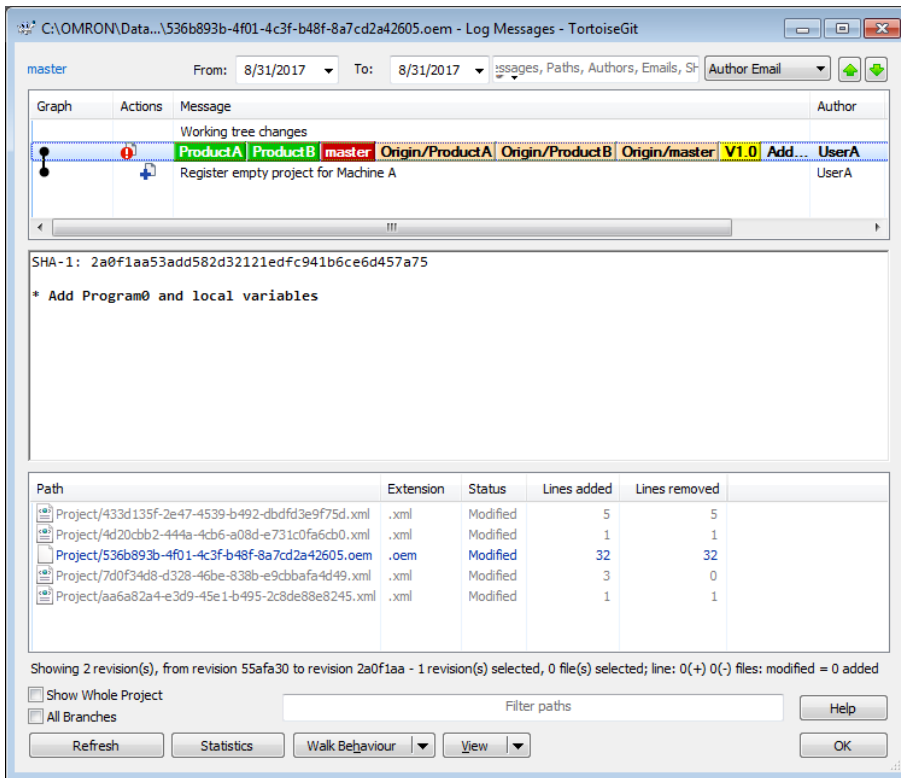 C:\OMRON\Data...\536b893b-4f01-4c3f-b48f-8a7cd2a42605.oem - Log Messages - TortoiseGit
master From: 8/31/2017 To: 8/31/2017 essages, Paths, Authors, Emails, SH Author Email
Graph Actions Message Author
Working tree changes
ProductA ProductB master Origin/ProductA Origin/ProductB Origin/master V1.0 Add... UserA
Register empty project for Machine A UserA
SHA-1: 2a0f1aa53add582d32121edfc941b6ce6d457a75
* Add Program0 and local variables
Path Extension Status Lines added Lines removed
Project/433d135f-2e47-4539-b492-dbdfd3e9f75d.xml .xml Modified 5 5
Project/4d20cbb2-444a-4cb6-a08d-e731c0fa6cb0.xml .xml Modified 1 1
Project/536b893b-4f01-4c3f-b48f-8a7cd2a42605.oem .oem Modified 32 32
Project/7d0f34d8-d328-46be-838b-e9cbbafa4d49.xml .xml Modified 3 0
Project/aa6a82a4-e3d9-45e1-b495-2c8de88e8245.xml .xml Modified 1 1
Showing 2 revision(s), from revision 55afa30 to revision 2a0f1aa - 1 revision(s) selected, 0 file(s) selected; line: 0(+) 0(-) files: modified = 0 added
Show Whole Project
All Branches
Filter paths
Help
Refresh Statistics Walk Behaviour View OK